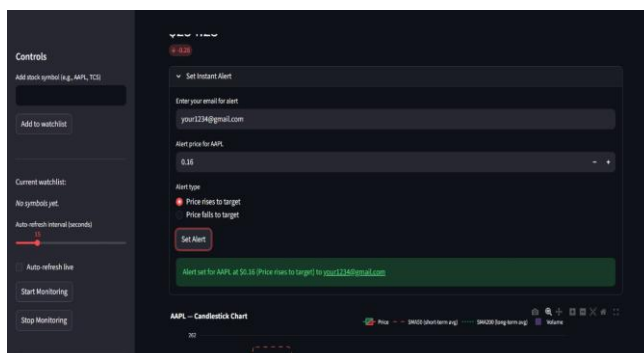 Controls
Add stock symbol (e.g., AAPL, TCS)
Add to watchlist
Current watchlist:
No symbols yet.
Auto-refresh interval (seconds)
15
Auto-refresh live
Start Monitoring
Stop Monitoring
Set Instant Alert
Enter your email for alert
your1234@gmail.com
Alert price for AAPL
0.16
Alert type
Price rises to target
Price falls to target
Set Alert
Alert set for AAPL at $0.16 (Price rises to target) to your1234@gmail.com
AAPL — Candlestick Chart
Price
(short term avg)
SMA200 (long term avg)
Volume